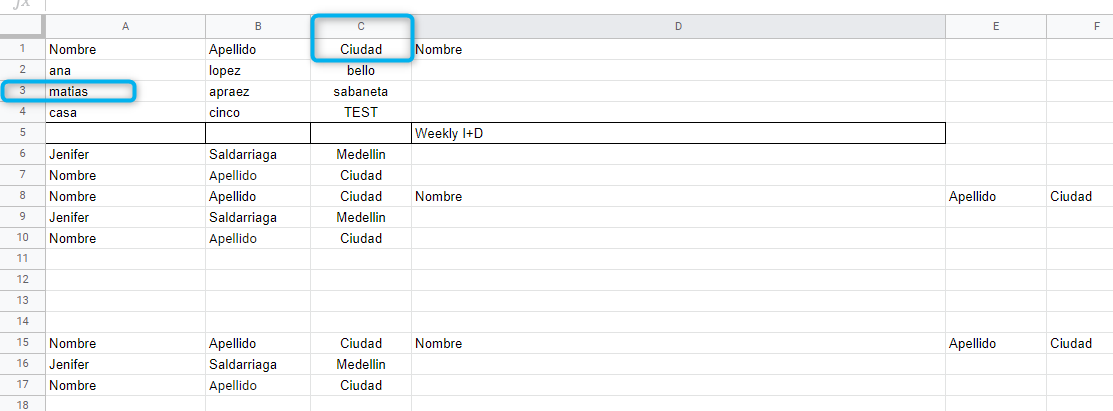 fx
A B C D E F
1 Nombre Apellido Ciudad Nombre
2 ana lopez bello
3 matias apraez sabaneta
4 casa cinco TEST
5 Weekly I+D
6 Jenifer Saldarriaga Medellin
7 Nombre Apellido Ciudad
8 Nombre Apellido Ciudad Nombre Apellido Ciudad
9 Jenifer Saldarriaga Medellin
10 Nombre Apellido Ciudad
11
12
13
14
15 Nombre Apellido Ciudad Nombre Apellido Ciudad
16 Jenifer Saldarriaga Medellin
17 Nombre Apellido Ciudad
18